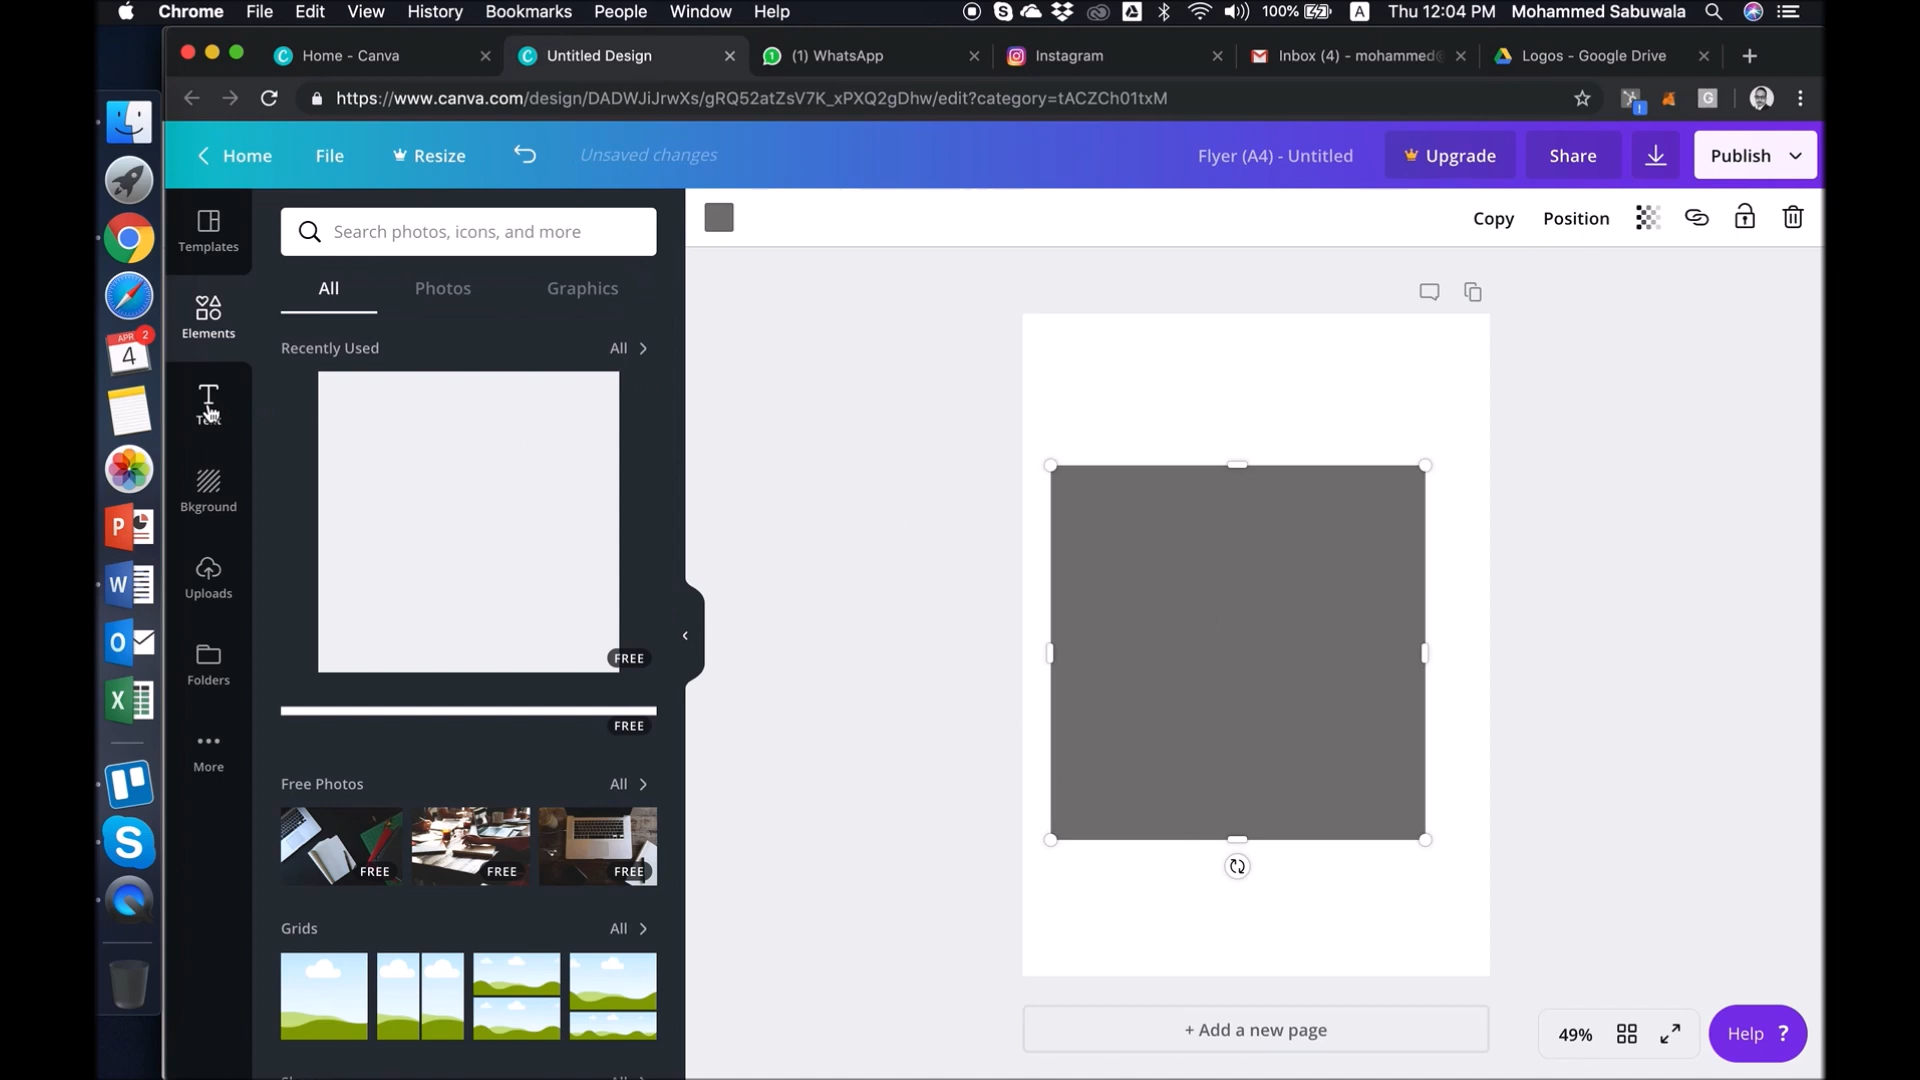 Chrome File Edit View History Bookmarks People Window Help
100% A Thu 12:04 PM Mohammed Sabuwala
Home - Canva
Untitled Design
(1) WhatsApp
Instagram
Inbox (4) - mohammed@
Logos - Google Drive
https://www.canva.com/design/DADWJiJrwXs/gRQ52atZsV7K_xPXQ2gDhw/edit?category=tACZCh01txM
Home File Resize Unsaved changes
Flyer (A4) - Untitled Upgrade Share Publish
Templates
Elements
Text
Bkground
Uploads
Folders
More
Search photos, icons, and more
All Photos Graphics
Recently Used All
FREE
FREE
Free Photos All
FREE FREE FREE
Grids All
Copy Position
+ Add a new page
49%
Help ?
APR 2
4
P
W
O
X
S
G